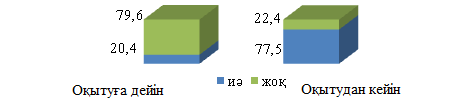 79,6
20,4
22,4
77,5
иә жоқ
Оқытуға дейін
Оқытудан кейін